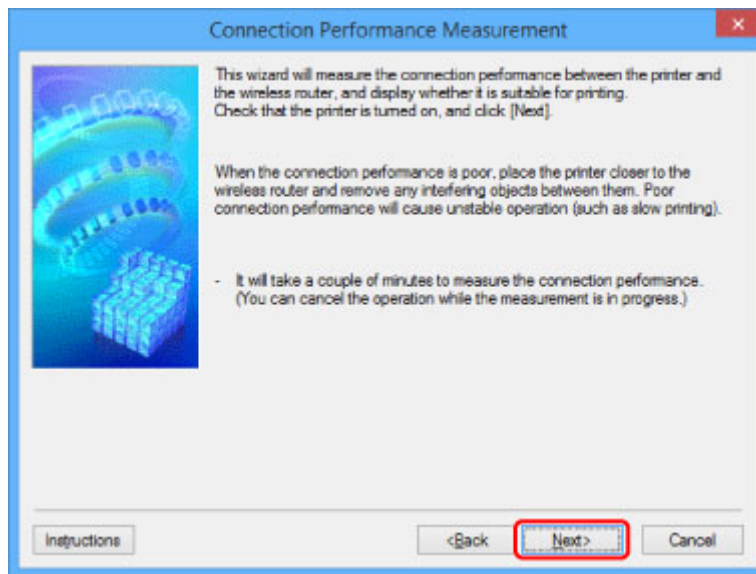 Connection Performance Measurement
This wizard will measure the connection performance between the printer and
the wireless router, and display whether it is suitable for printing.
Check that the printer is turned on, and click [Next].
When the connection performance is poor, place the printer closer to the
wireless router and remove any interfering objects between them. Poor
connection performance will cause unstable operation (such as slow printing).
- It will take a couple of minutes to measure the connection performance.
(You can cancel the operation while the measurement is in progress.)
Instructions
<Back
Next>
Cancel